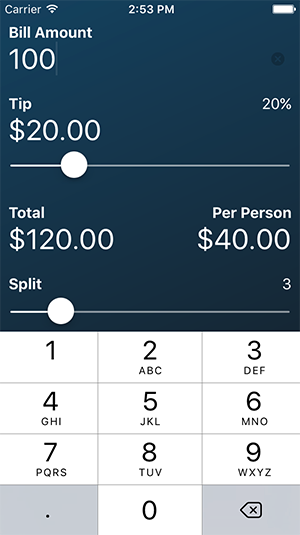 Carrier 2:53 PM
Bill Amount
100
Tip 20%
$20.00
Total Per Person
$120.00 $40.00
Split 3
1 2 3
ABC DEF
4 5 6
GHI JKL MNO
7 8 9
PQRS TUV WXYZ
. 0